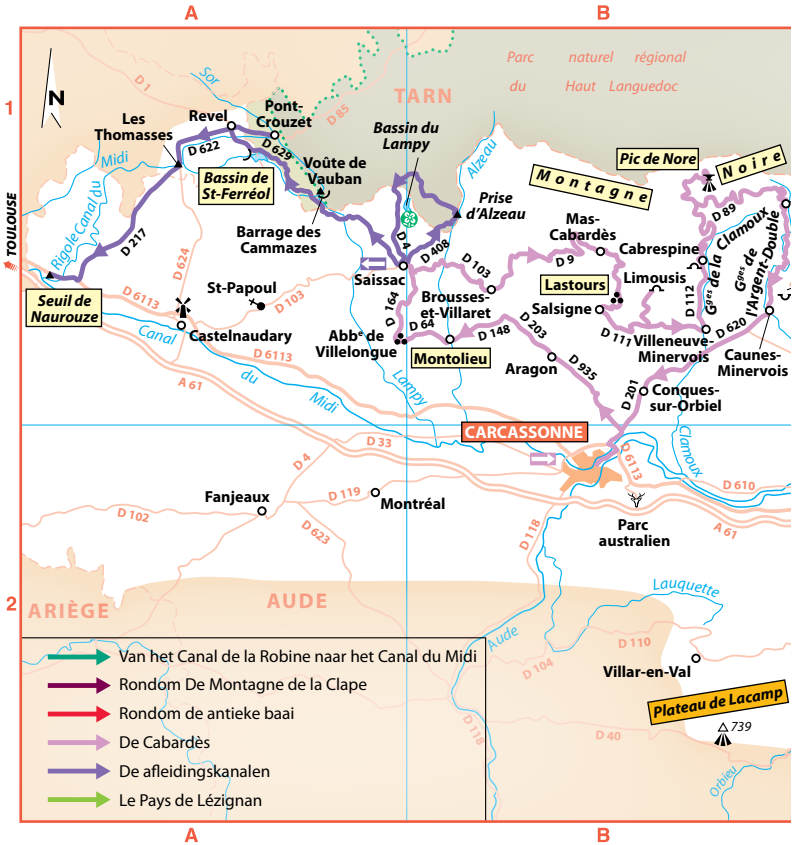 A
B
1
N
D 1
Sor
Parc naturel régional
du Haut Languedoc
TARN
D 85
Revel
Pont-
Crouzet
Les
Thomasses
D 622
D 629
Midi
Bassin du
Lampy
Alzeau
Voûte de
Vauban
Bassin de
St-Ferréol
Pic de Nore
Montagne
Noire
Prise
d'Alzeau
D 89
Barrage des
Cammazes
TOULOUSE
Rigole Canal du
D 217
D 624
D 4
D 408
Mas-
Cabardès
Cabrespine
Gges de la Clamoux
Gges de
l'Argent-Double
D 9
Saissac
D 103
Lastours
Limousis
D 112
St-Papoul
D 103
D 164
Brousses-
et-Villaret
Salsigne
Seuil de
Naurouze
D 6113
Castelnaudary
Abbe de
Villelongue
D 64
D 148
D 203
D 111
Villeneuve-
Minervois
D 620
Caunes-
Minervois
Canal
du
Midi
D 6113
A 61
Montolieu
Aragon
D 935
Lampy
D 201
Conques-
sur-Orbiel
CARCASSONNE
D 33
D 4
D 6113
Clamoux
D 610
Fanjeaux
D 119
Montréal
D 102
D 623
D 118
Parc
australien
A 61
2
ARIÈGE
AUDE
Lauquette
Aude
D 110
D 104
Villar-en-Val
Plateau de Lacamp
739
D 118
D 40
Orbieu
Van het Canal de la Robine naar het Canal du Midi
Rondom De Montagne de la Clape
Rondom de antieke baai
De Cabardès
De afleidingskanalen
Le Pays de Lézignan
A
B